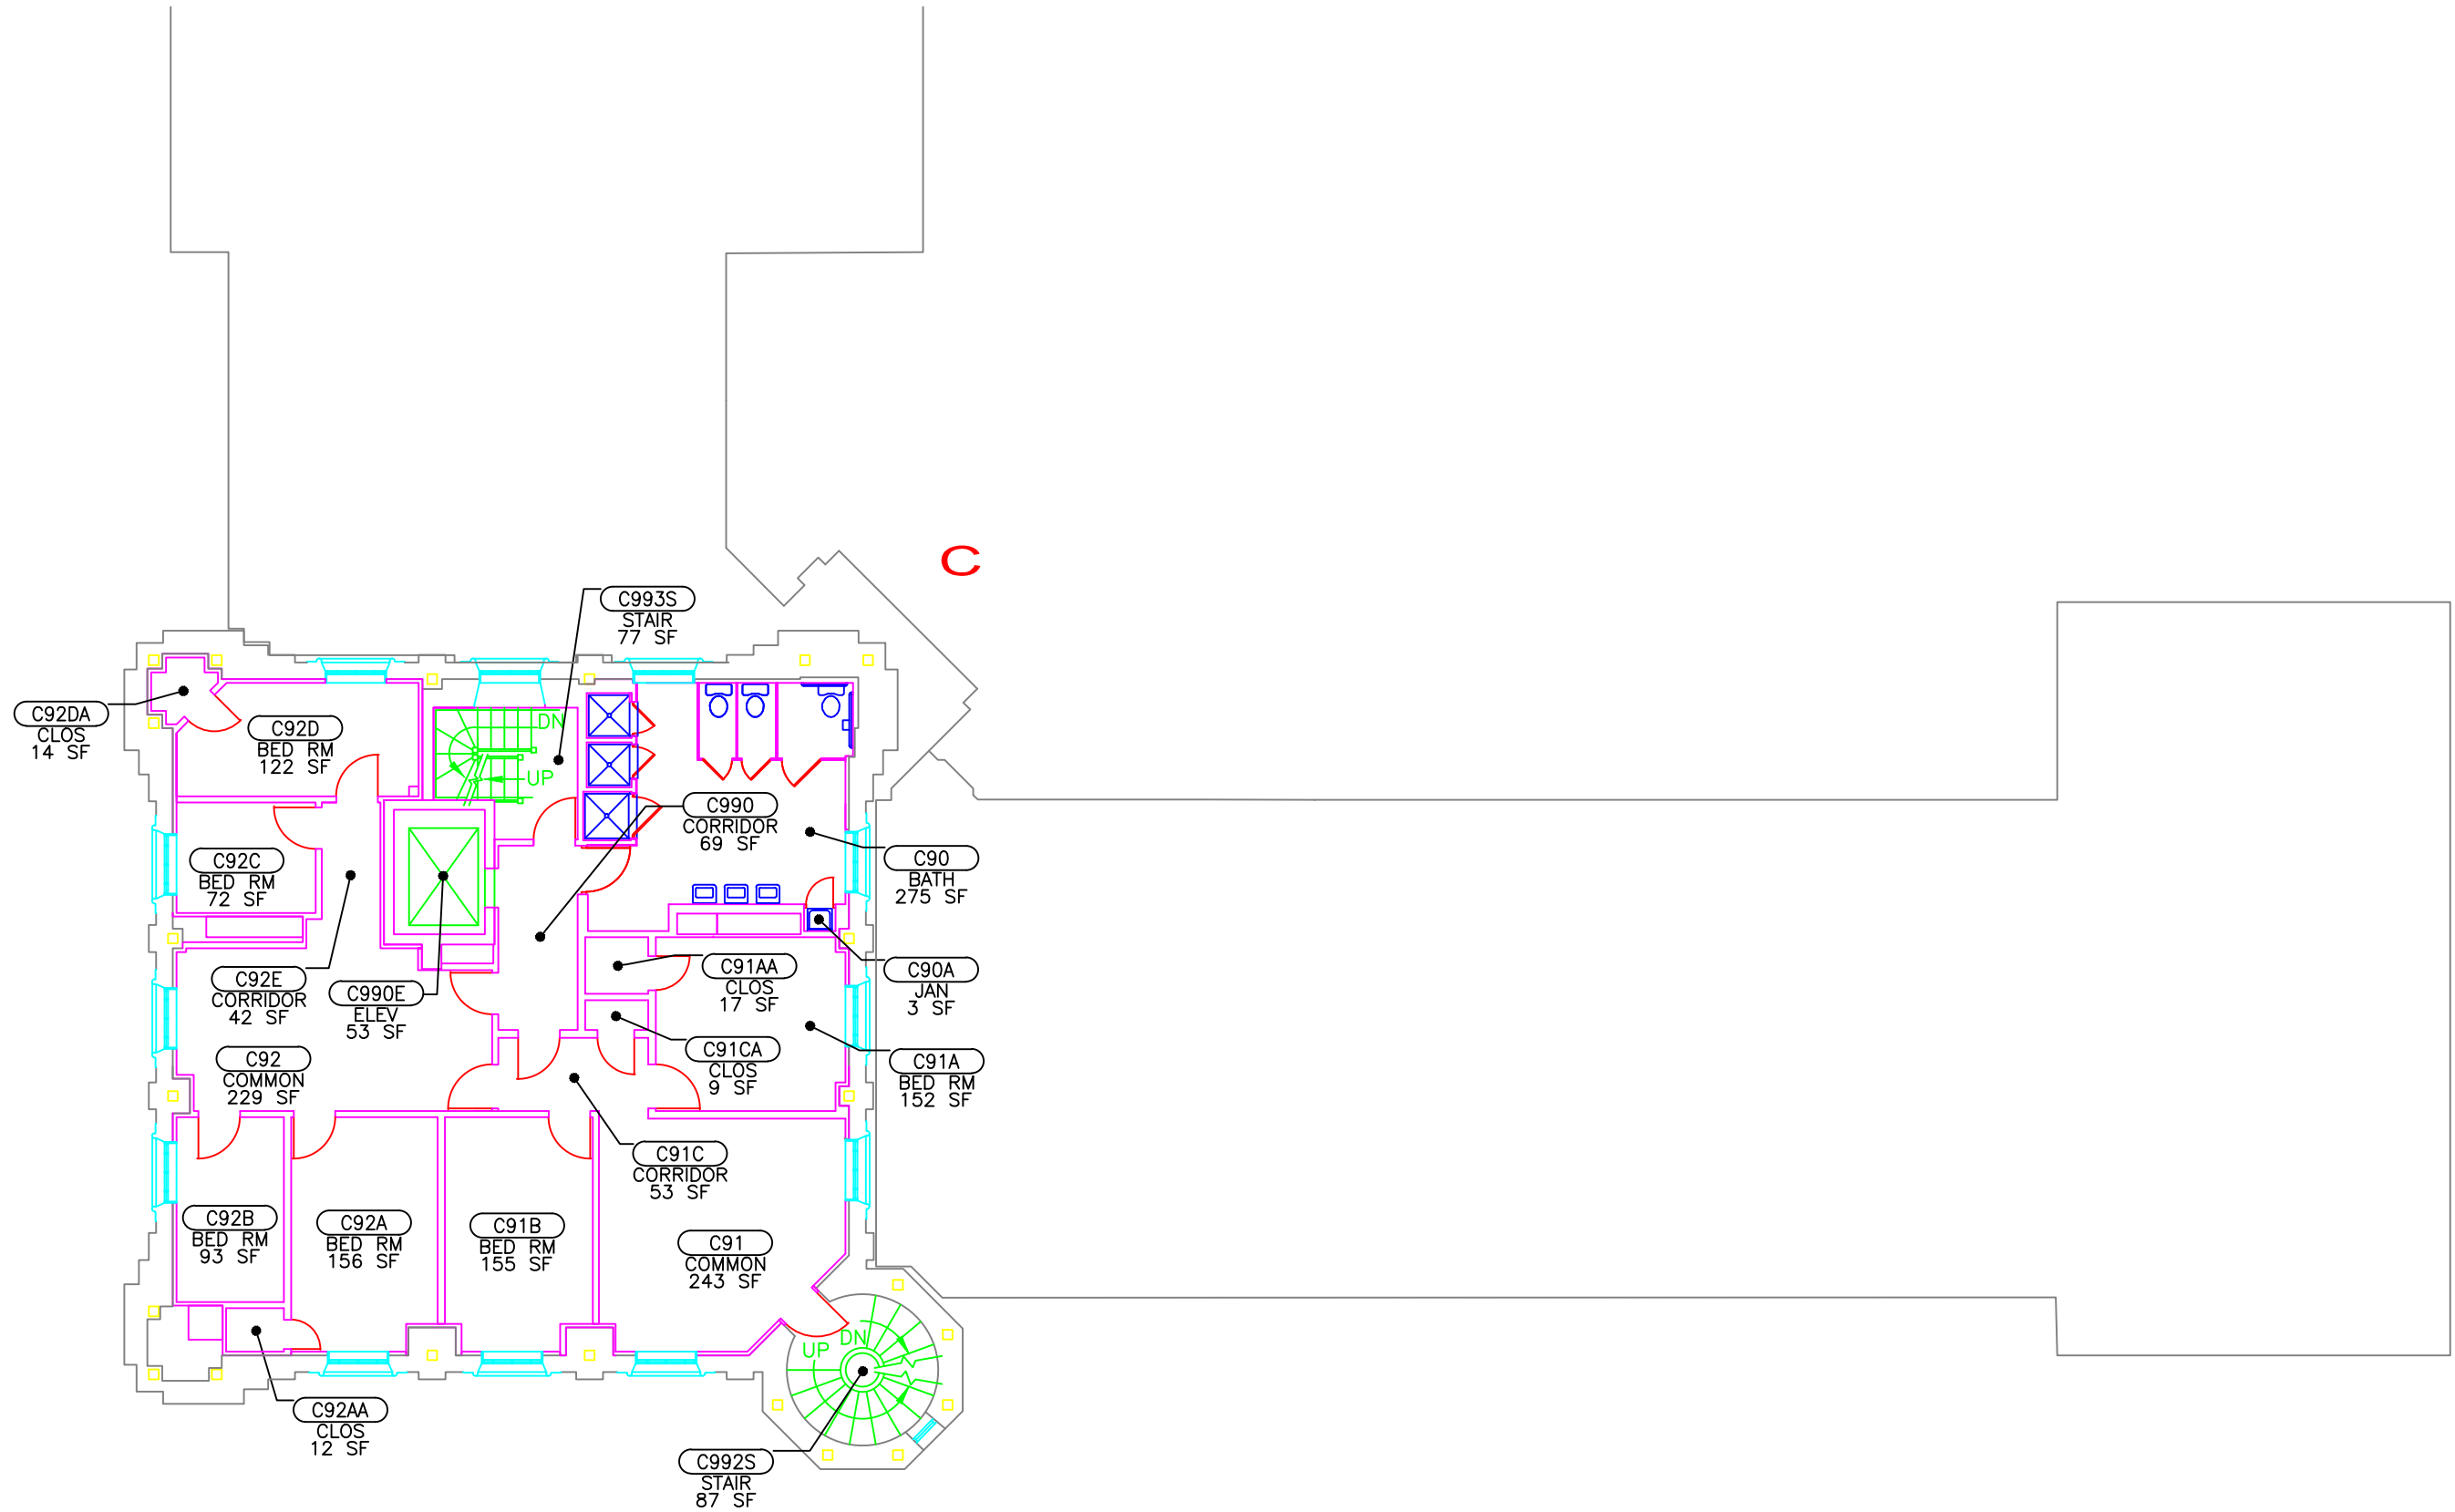 C
C993S
STAIR
77 SF
C92DA
CLOS
14 SF
C92D
BED RM
122 SF
DN
UP
C990
CORRIDOR
69 SF
C92C
BED RM
72 SF
C90
BATH
275 SF
C92E
CORRIDOR
42 SF
C990E
ELEV
53 SF
C91AA
CLOS
17 SF
C90A
JAN
3 SF
C92
COMMON
229 SF
C91CA
CLOS
9 SF
C91A
BED RM
152 SF
C91C
CORRIDOR
53 SF
C92B
BED RM
93 SF
C92A
BED RM
156 SF
C91B
BED RM
155 SF
C91
COMMON
243 SF
DN
UP
C92AA
CLOS
12 SF
C992S
STAIR
87 SF